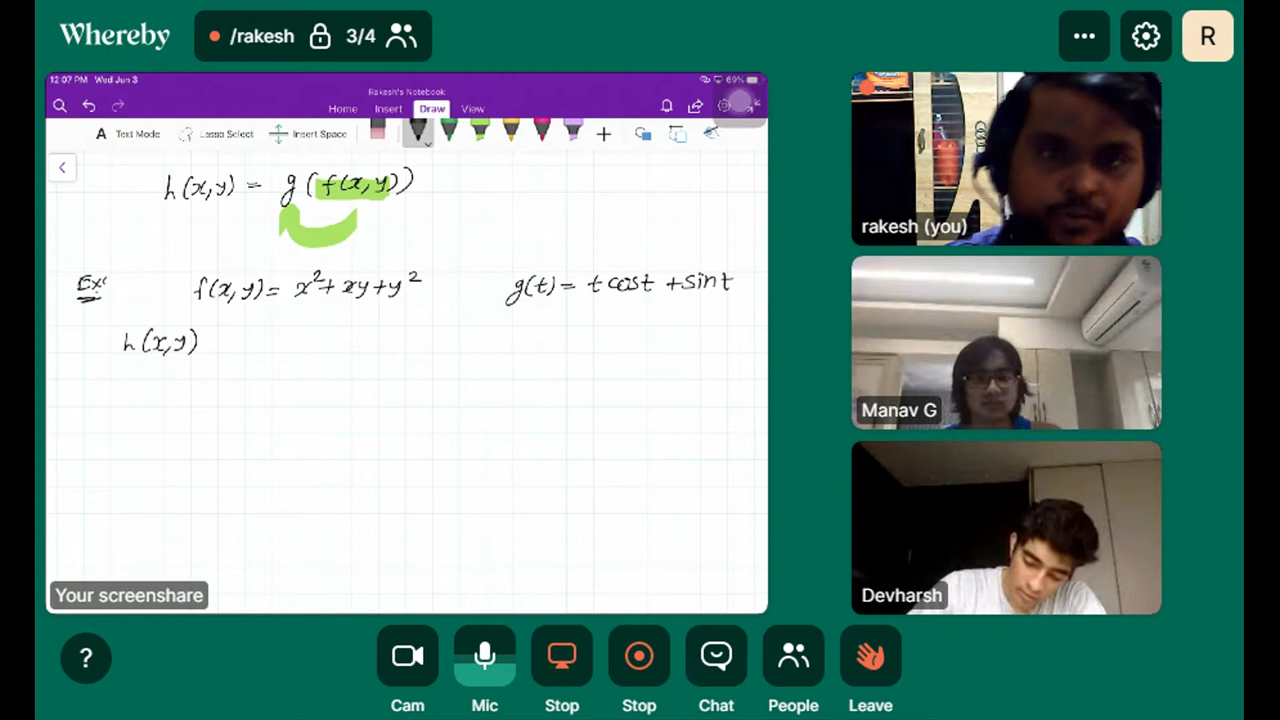 Whereby
/rakesh 3/4
R
12:07 PM Wed Jun 3
69%
Rakesh's Notebook
Home Insert Draw View
A Text Mode Lasso Select Insert Space
h(x,y) = g(f(x,y))
Ex:
f(x,y) = x²+xy+y²
g(t) = t cost + sint
h(x,y)
Your screenshare
rakesh (you)
Manav G
Devharsh
?
Cam Mic Stop Stop Chat People Leave